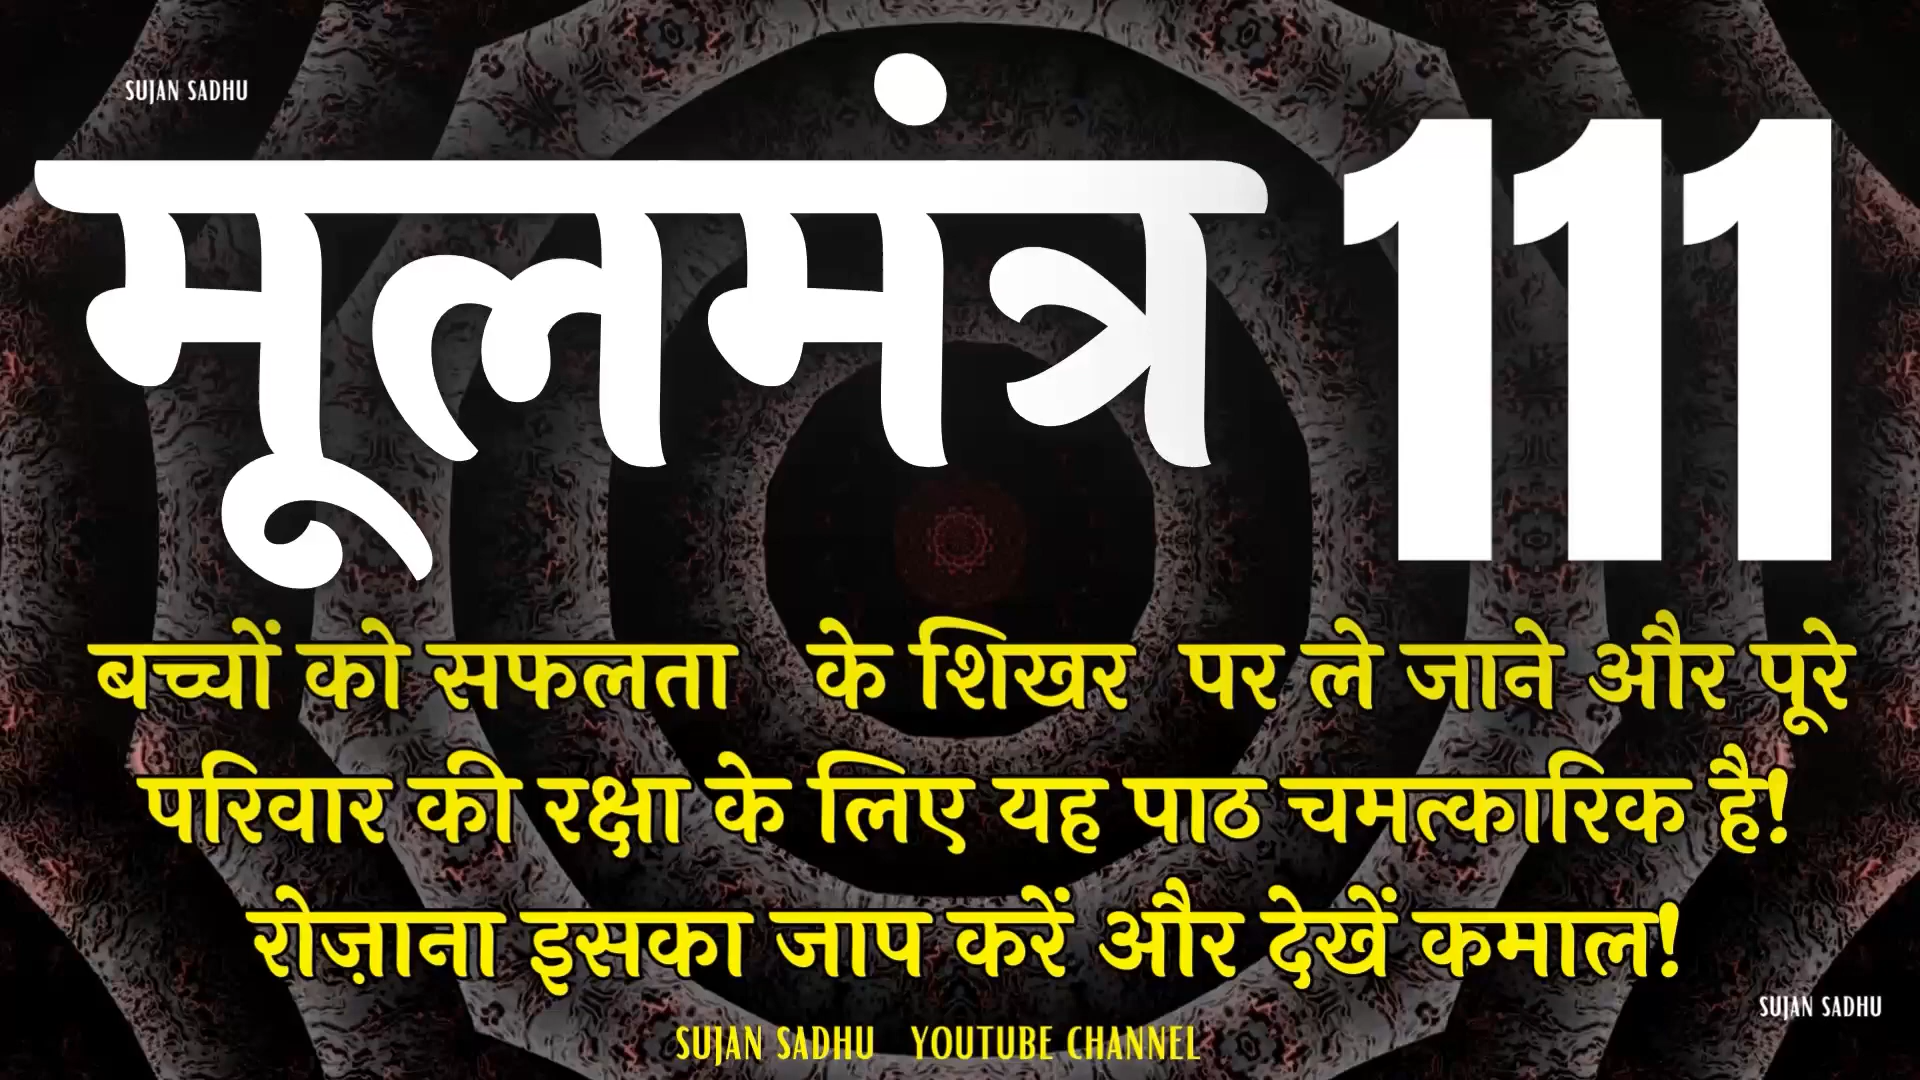 SUJAN SADHU
मूलमंत्र 111
बच्चों को सफलता के शिखर पर ले जाने और पूरे
परिवार की रक्षा के लिए यह पाठ चमत्कारिक है!
रोज़ाना इसका जाप करें और देखें कमाल!
SUJAN SADHU
SUJAN SADHU YOUTUBE CHANNEL